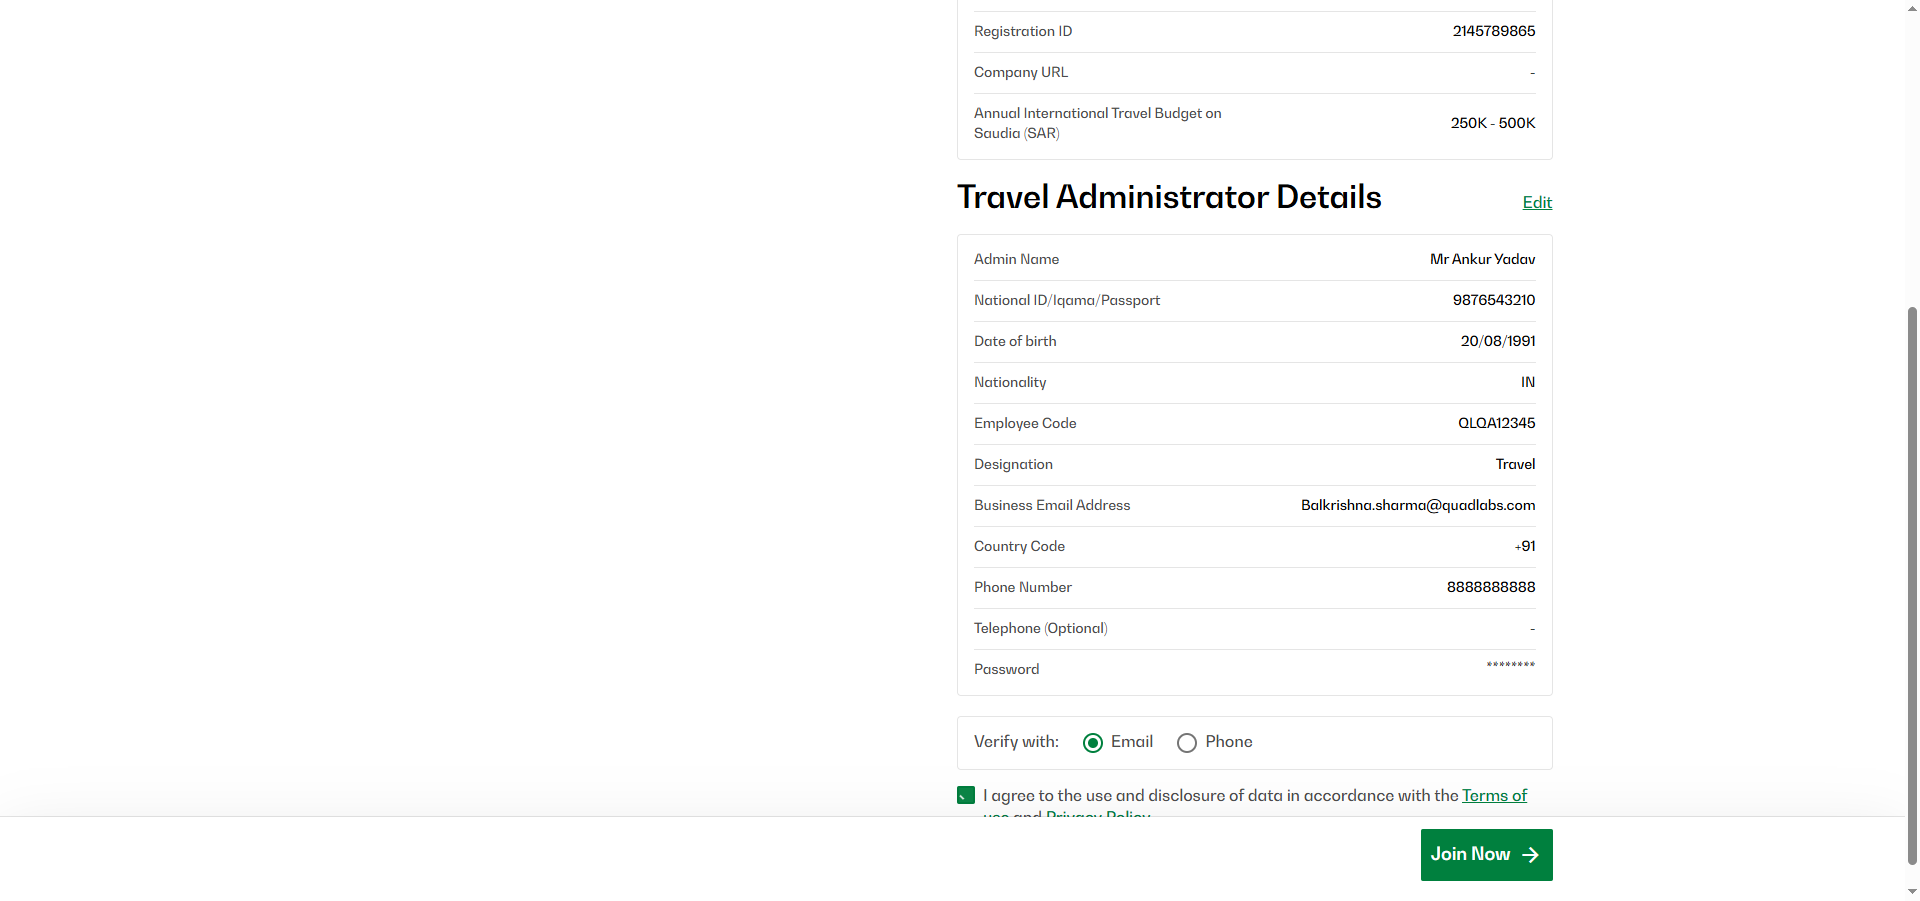 Registration ID 2145789865
Company URL -
Annual International Travel Budget on
Saudia (SAR) 250K - 500K
Travel Administrator Details Edit
Admin Name Mr Ankur Yadav
National ID/Iqama/Passport 9876543210
Date of birth 20/08/1991
Nationality IN
Employee Code QLQA12345
Designation Travel
Business Email Address Balkrishna.sharma@quadlabs.com
Country Code +91
Phone Number 8888888888
Telephone (Optional) -
Password ********
Verify with: Email Phone
I agree to the use and disclosure of data in accordance with the Terms of
use and Privacy Policy
Join Now